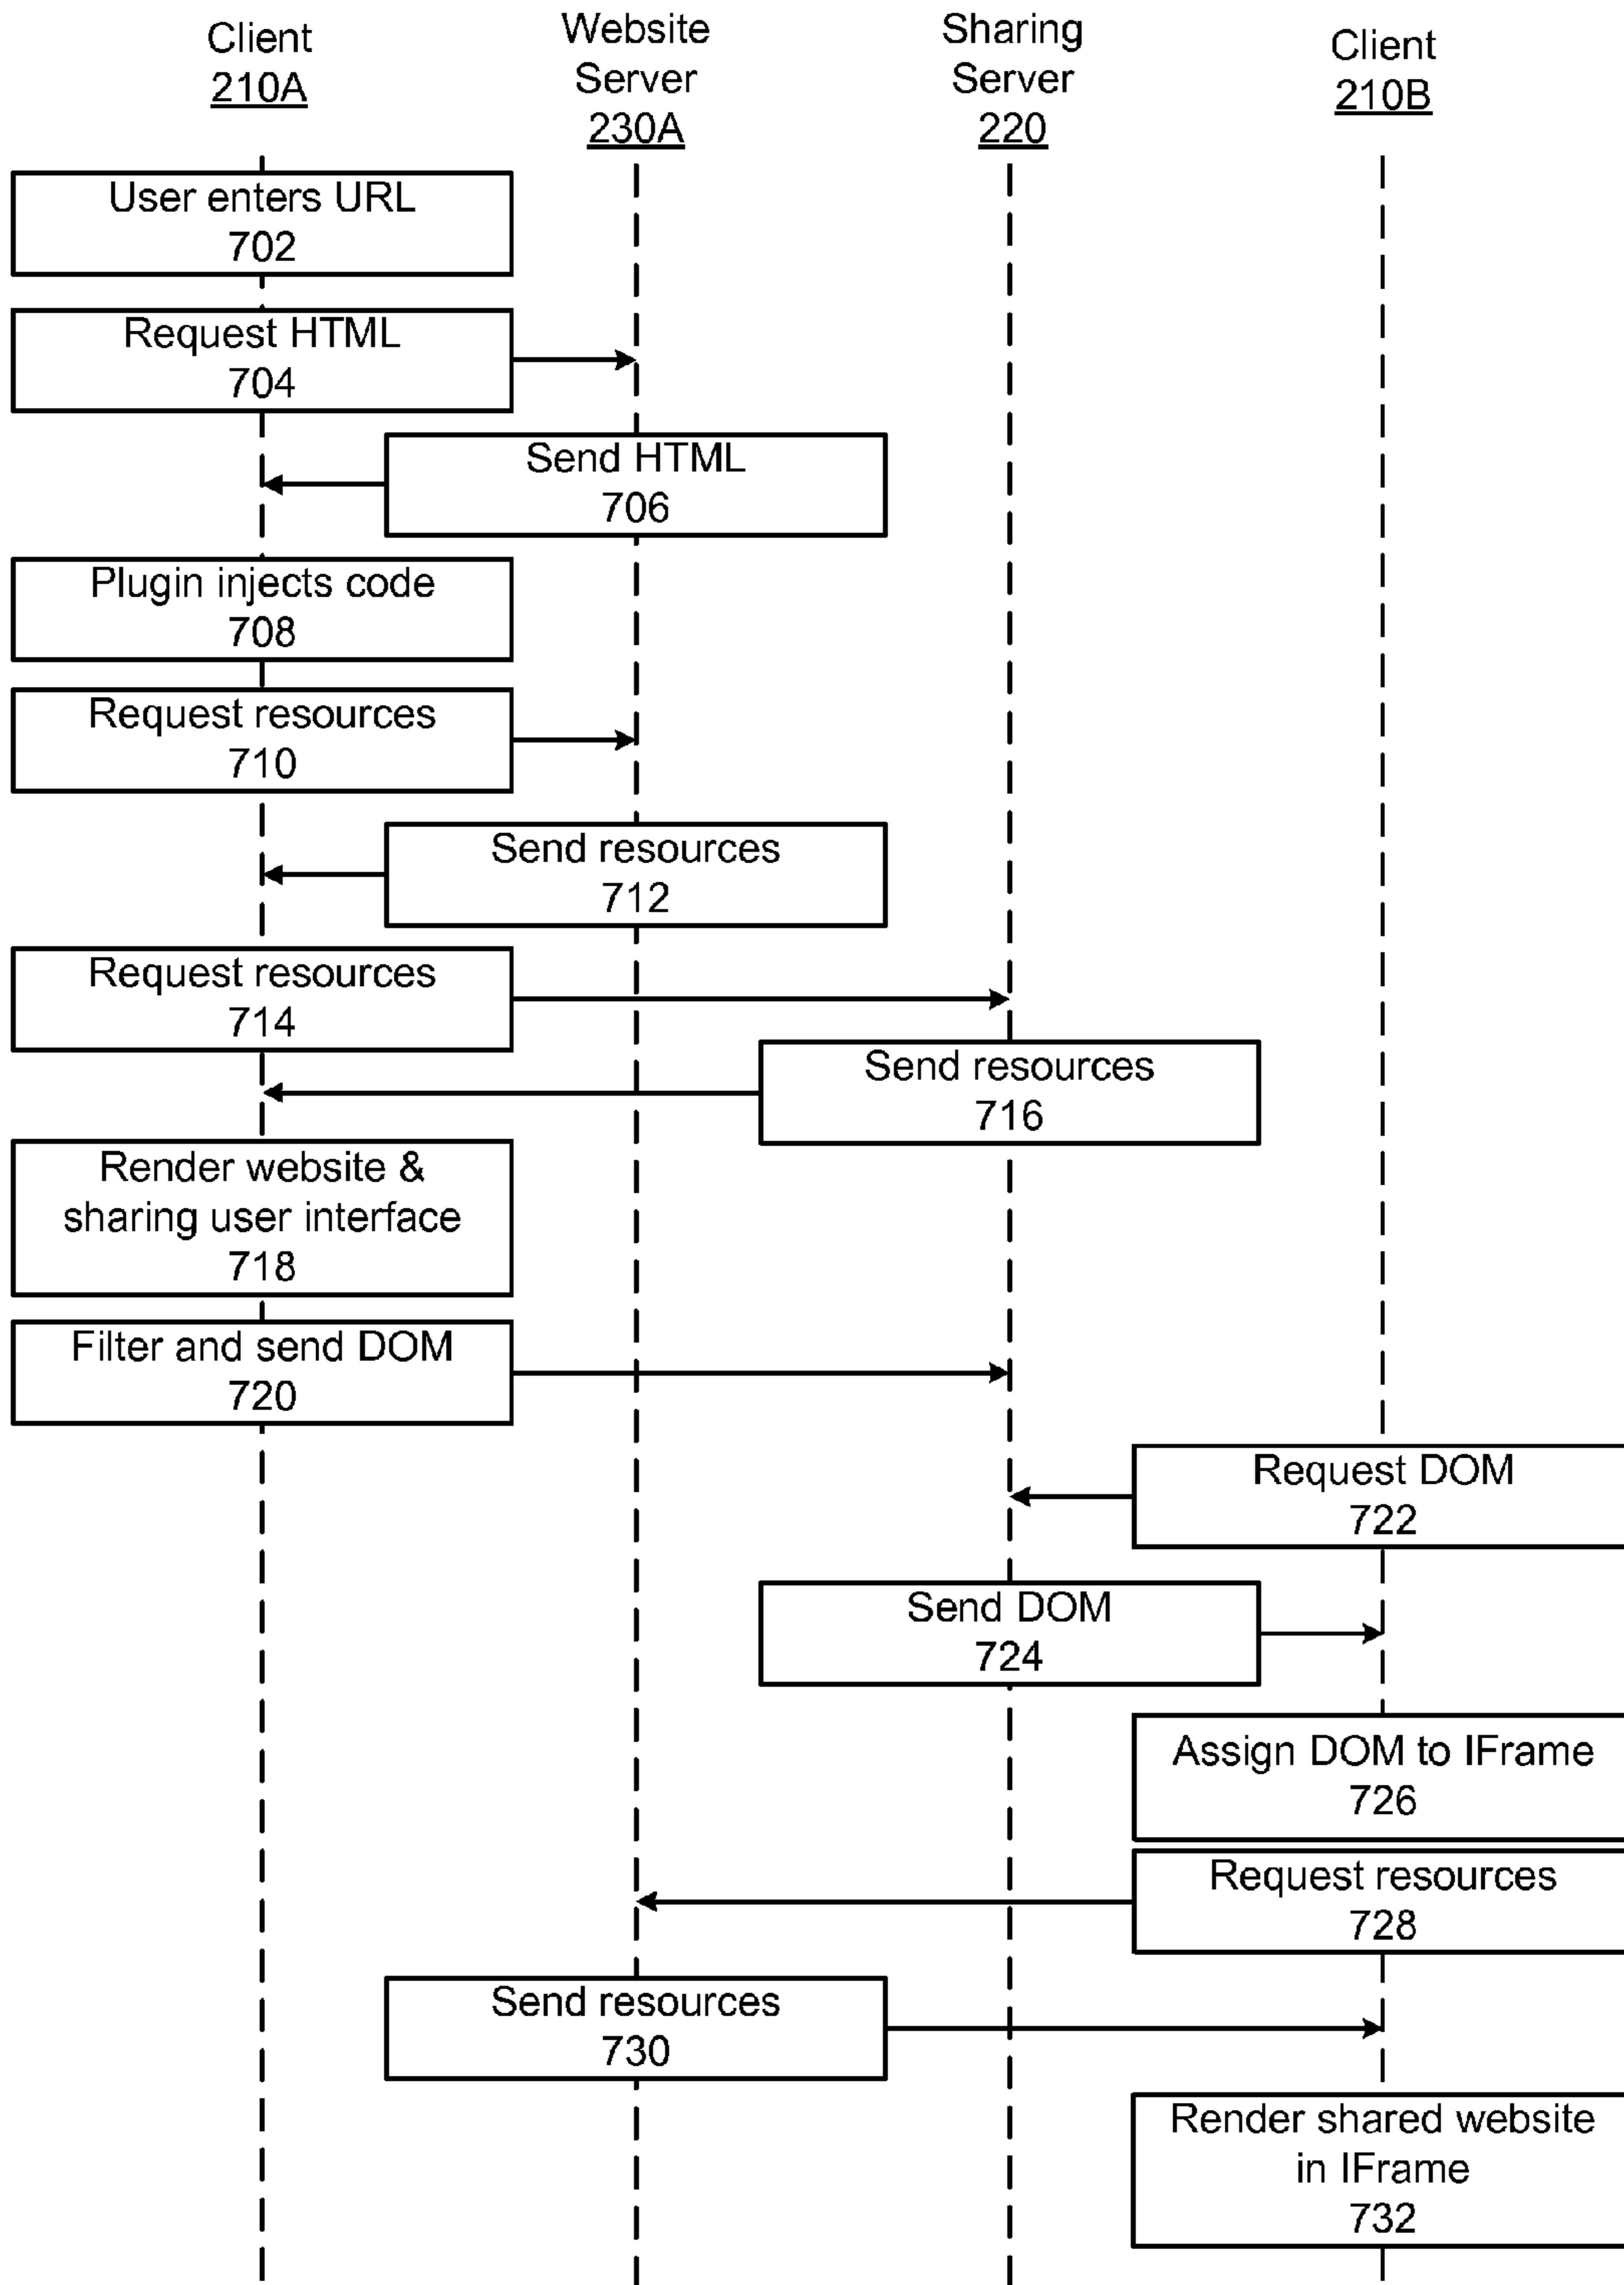 Client
210A
Website
Server
230A
Sharing
Server
220
Client
210B
User enters URL
702
Request HTML
704
Send HTML
706
Plugin injects code
708
Request resources
710
Send resources
712
Request resources
714
Send resources
716
Render website &
sharing user interface
718
Filter and send DOM
720
Request DOM
722
Send DOM
724
Assign DOM to IFrame
726
Request resources
728
Send resources
730
Render shared website
in IFrame
732